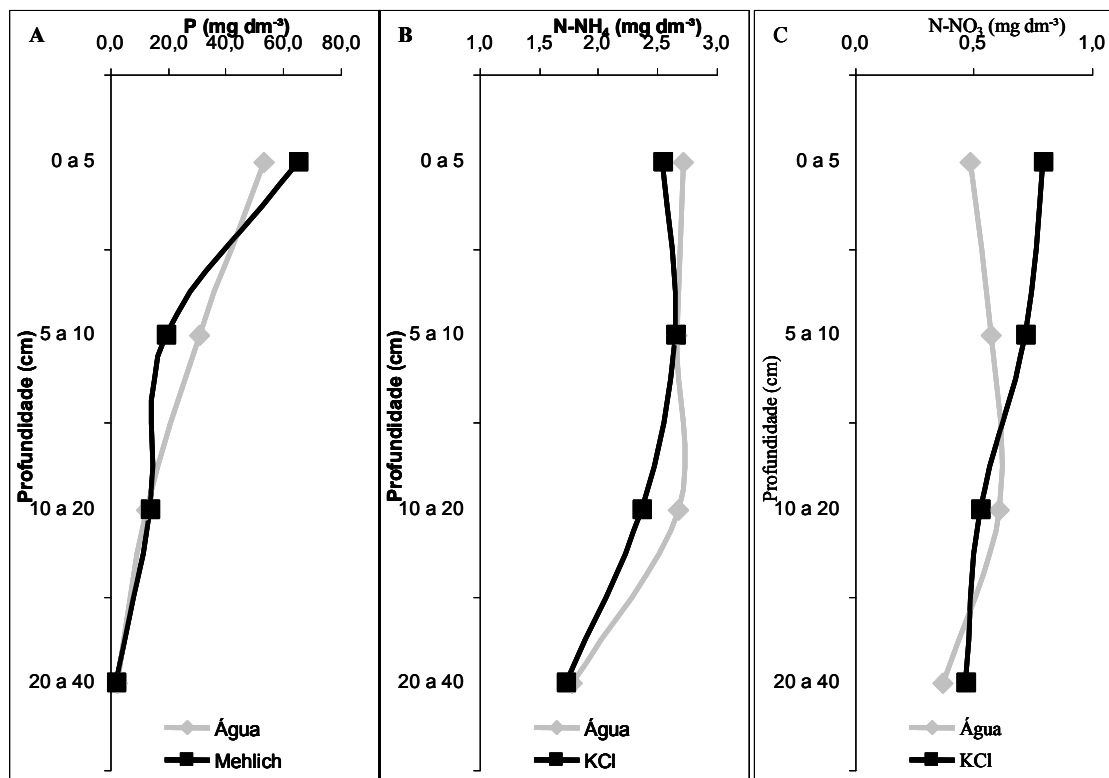 A
P (mg dm⁻³)
0,0 20,0 40,0 60,0 80,0
Profundidade (cm)
0 a 5
5 a 10
10 a 20
20 a 40
Água
Mehlich
B
N-NH₄ (mg dm⁻³)
1,0 1,5 2,0 2,5 3,0
Profundidade (cm)
0 a 5
5 a 10
10 a 20
20 a 40
Água
KCl
C
N-NO₃ (mg dm⁻³)
0,0 0,5 1,0
Profundidade (cm)
0 a 5
5 a 10
10 a 20
20 a 40
Água
KCl